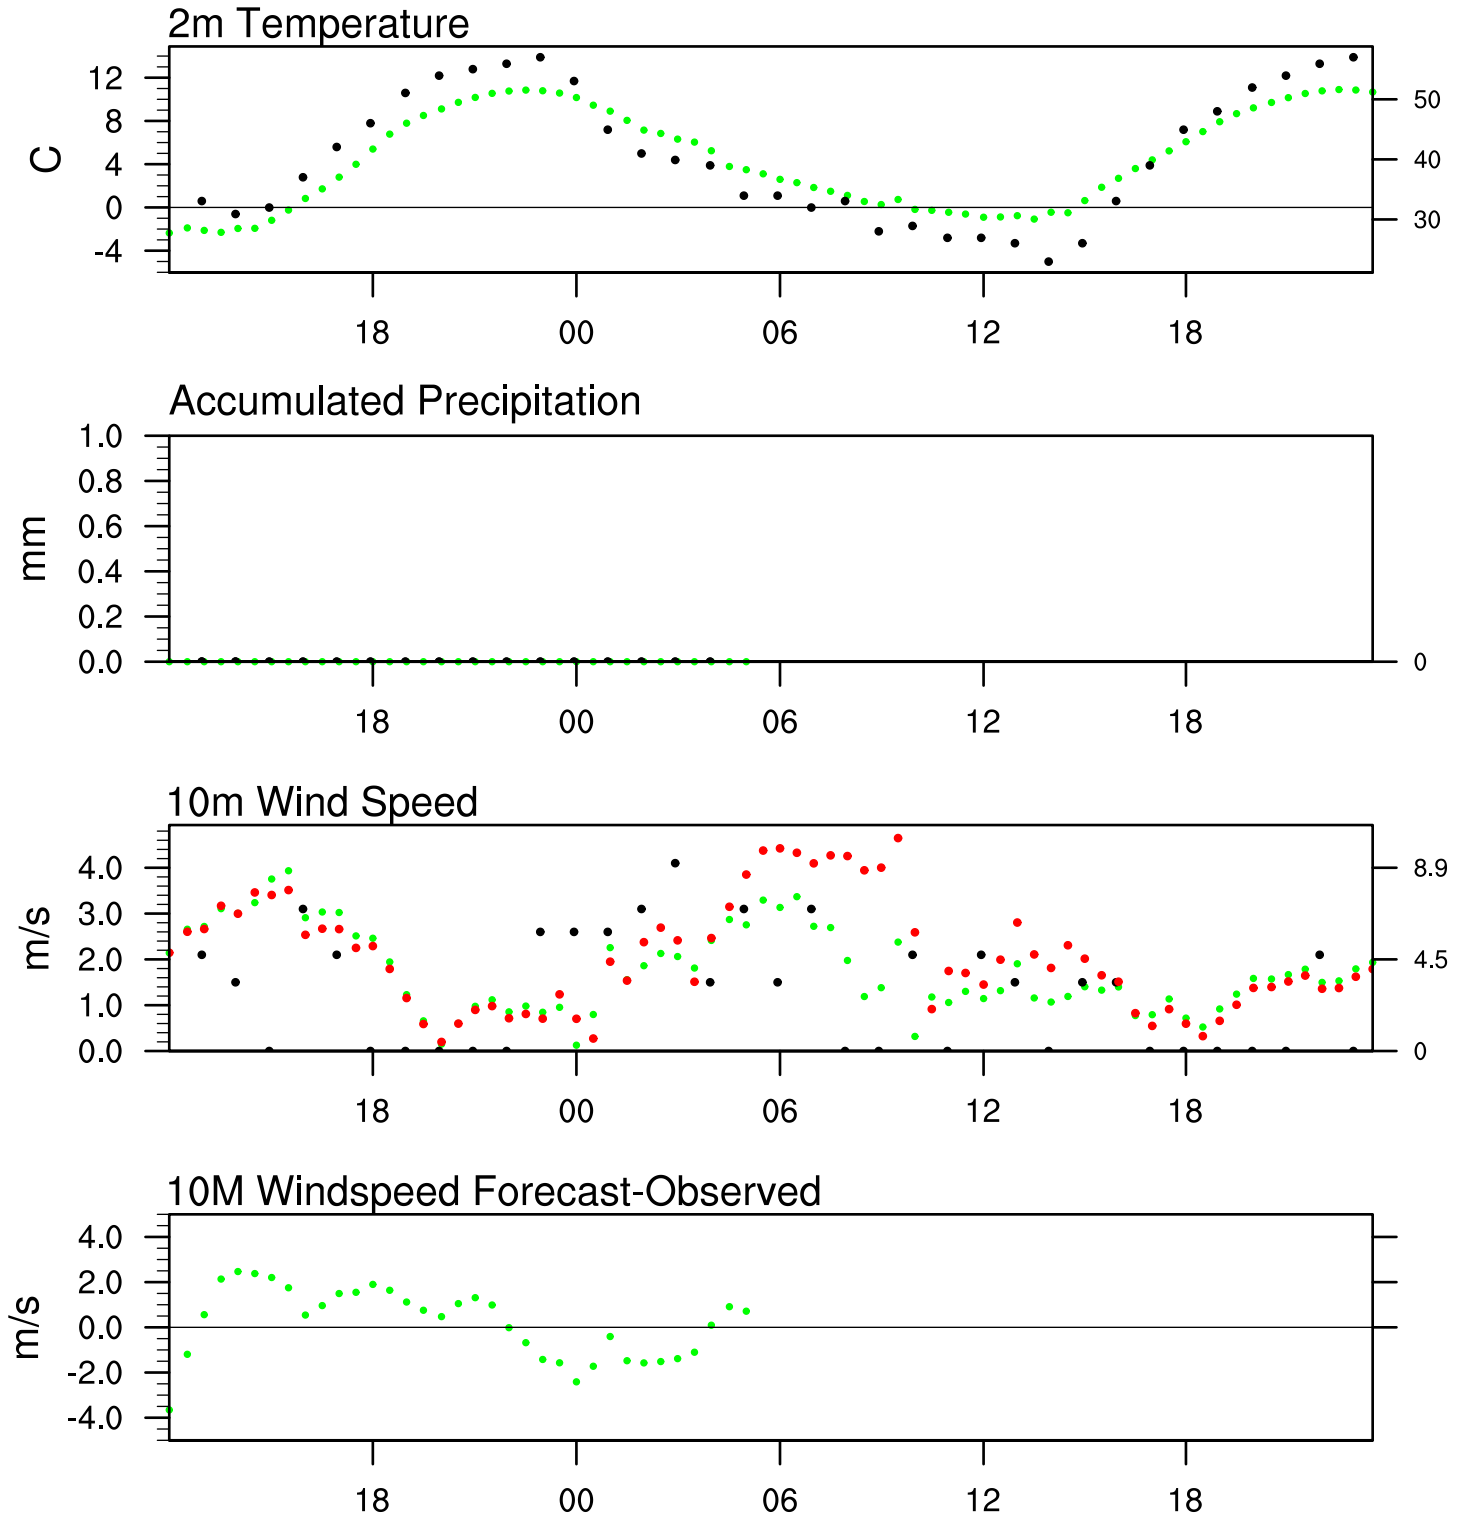 2m Temperature
12
8
4
0
-4
C
50
40
30
18 00 06 12 18
Accumulated Precipitation
1.0
0.8
0.6
0.4
0.2
0.0
mm
0
18 00 06 12 18
10m Wind Speed
4.0
3.0
2.0
1.0
0.0
m/s
8.9
4.5
0
18 00 06 12 18
10M Windspeed Forecast-Observed
4.0
2.0
0.0
-2.0
-4.0
m/s
18 00 06 12 18